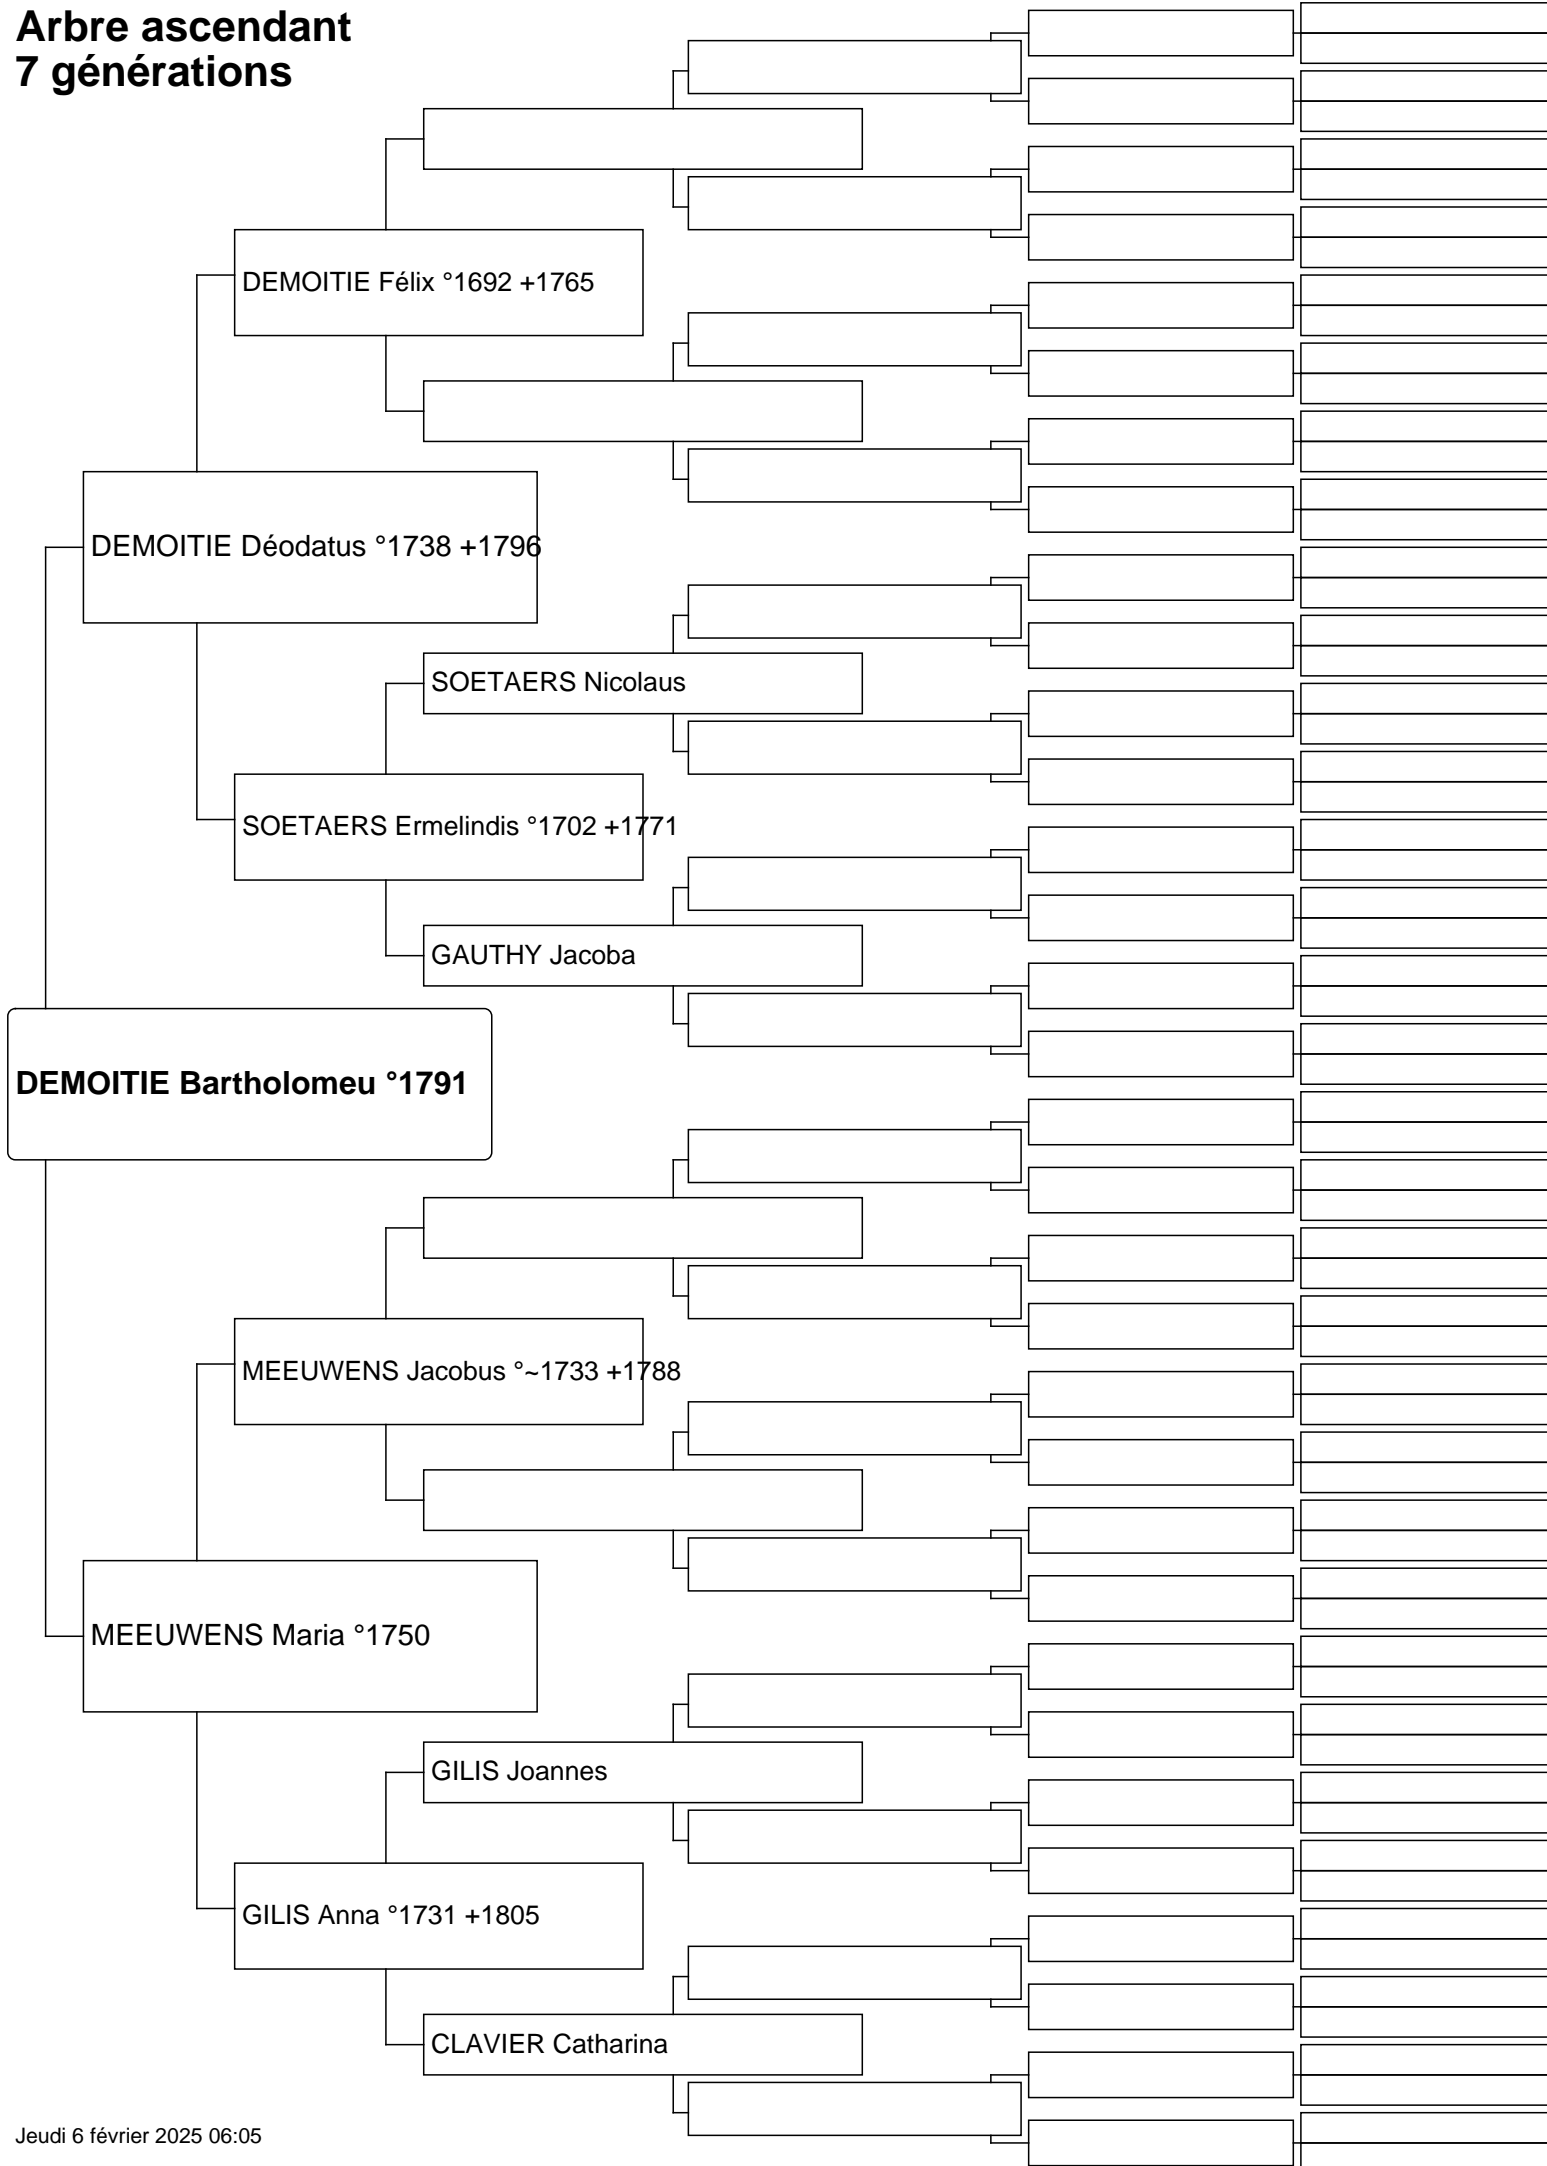 Arbre ascendant
7 générations
DEMOITIE Félix °1692 +1765
DEMOITIE Déodatus °1738 +1796
SOETAERS Nicolaus
SOETAERS Ermelindis °1702 +1771
GAUTHY Jacoba
DEMOITIE Bartholomeu °1791
MEEUWENS Jacobus °~1733 +1788
MEEUWENS Maria °1750
GILIS Joannes
GILIS Anna °1731 +1805
CLAVIER Catharina
Jeudi 6 février 2025 06:05